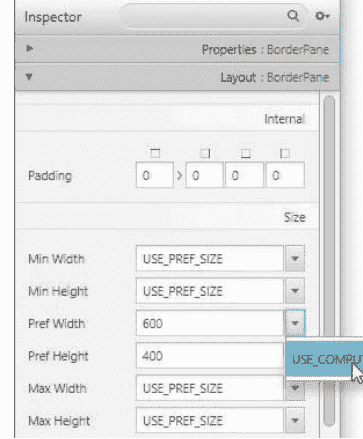 Inspector
Properties : BorderPane
Layout : BorderPane
Internal
Padding 0 0 0 0
Size
Min Width USE_PREF_SIZE
Min Height USE_PREF_SIZE
Pref Width 600
Pref Height 400
USE_COMPUT
Max Width USE_PREF_SIZE
Max Height USE_PREF_SIZE